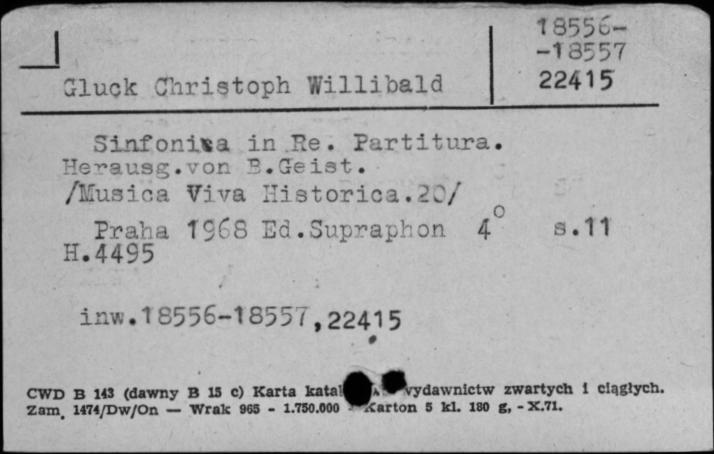 18556-
-18557
Gluck Christoph Willibald
22415
Sinfonia in Re. Partitura.
Herausg.von B.Geist.
/Musica Viva Historica.20/
Praha 1968 Ed.Supraphon 4° s.11
H.4495
inw.18556-18557,22415
CWD B 143 (dawny B 15 c) Karta wydawnictw zwartych i ciągłych.
Zam. 1474/Dw/On — Wrak 965 - 1.750.000 - Karton 5 kl. 180 g, - X.71.